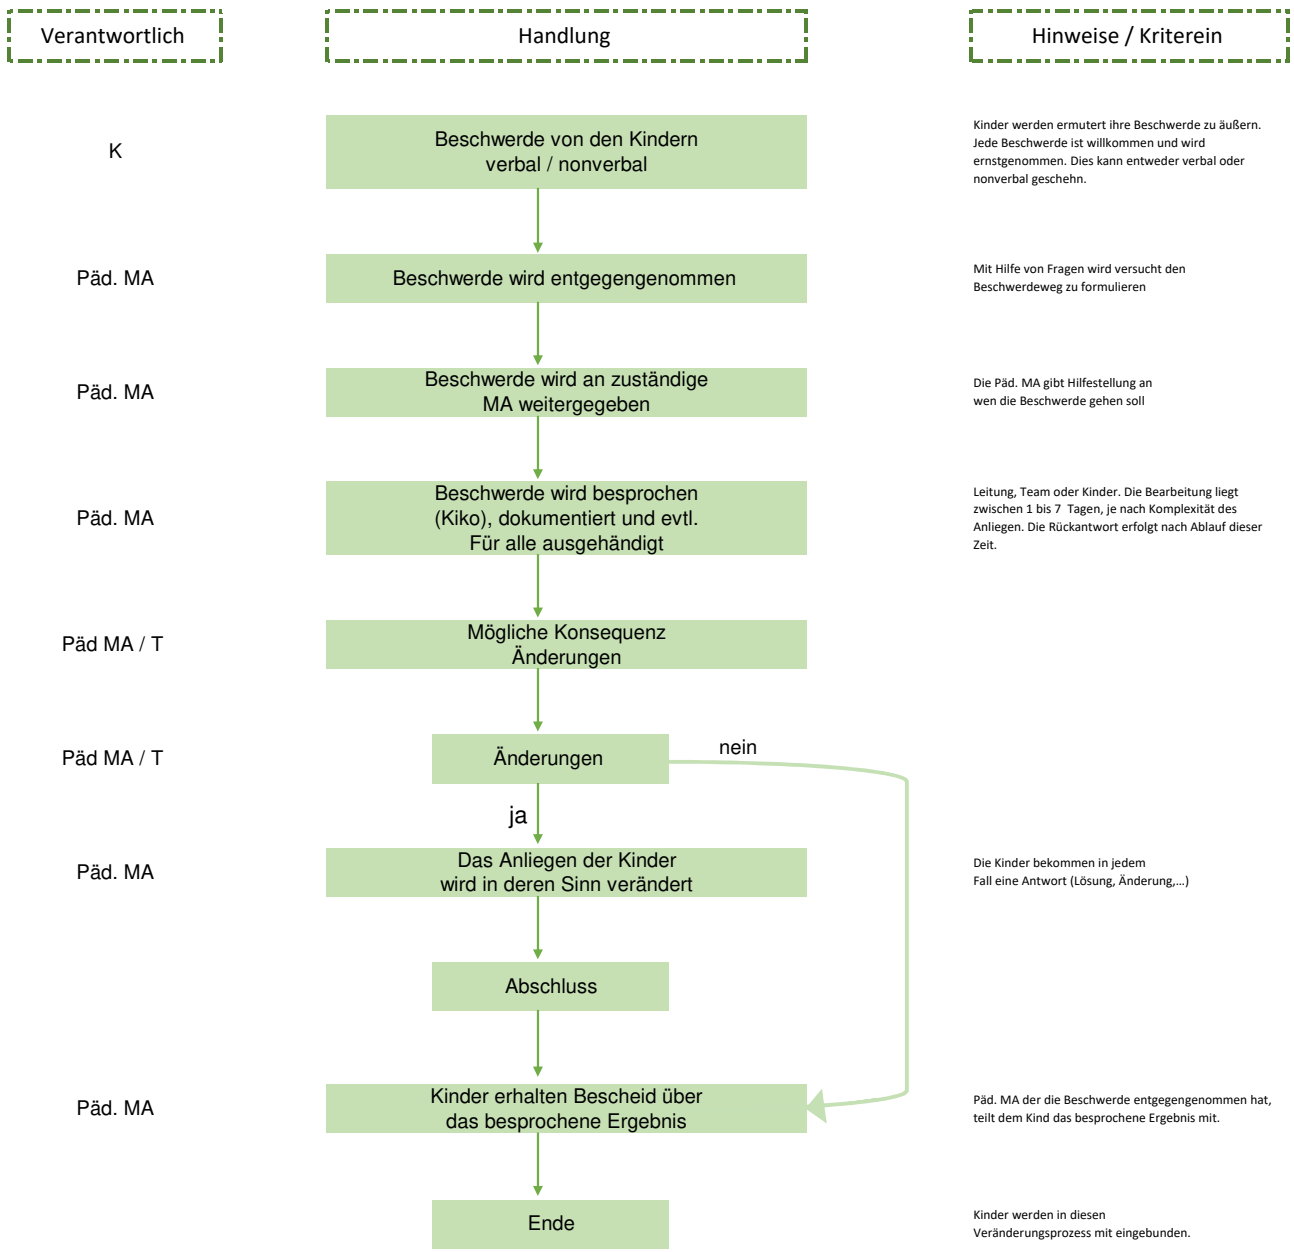 Verantwortlich
Handlung
Hinweise / Kriterein
K
Beschwerde von den Kindern
verbal / nonverbal
Kinder werden ermutert ihre Beschwerde zu äußern.
Jede Beschwerde ist willkommen und wird
ernstgenommen. Dies kann entweder verbal oder
nonverbal geschehn.
Päd. MA
Beschwerde wird entgegengenommen
Mit Hilfe von Fragen wird versucht den
Beschwerdeweg zu formulieren
Päd. MA
Beschwerde wird an zuständige
MA weitergegeben
Die Päd. MA gibt Hilfestellung an
wen die Beschwerde gehen soll
Päd. MA
Beschwerde wird besprochen
(Kiko), dokumentiert und evtl.
Für alle ausgehändigt
Leitung, Team oder Kinder. Die Bearbeitung liegt
zwischen 1 bis 7 Tagen, je nach Komplexität des
Anliegen. Die Rückantwort erfolgt nach Ablauf dieser
Zeit.
Päd MA / T
Mögliche Konsequenz
Änderungen
Päd MA / T
Änderungen
nein
ja
Päd. MA
Das Anliegen der Kinder
wird in deren Sinn verändert
Die Kinder bekommen in jedem
Fall eine Antwort (Lösung, Änderung,...)
Abschluss
Päd. MA
Kinder erhalten Bescheid über
das besprochene Ergebnis
Päd. MA der die Beschwerde entgegengenommen hat,
teilt dem Kind das besprochene Ergebnis mit.
Ende
Kinder werden in diesen
Veränderungsprozess mit eingebunden.